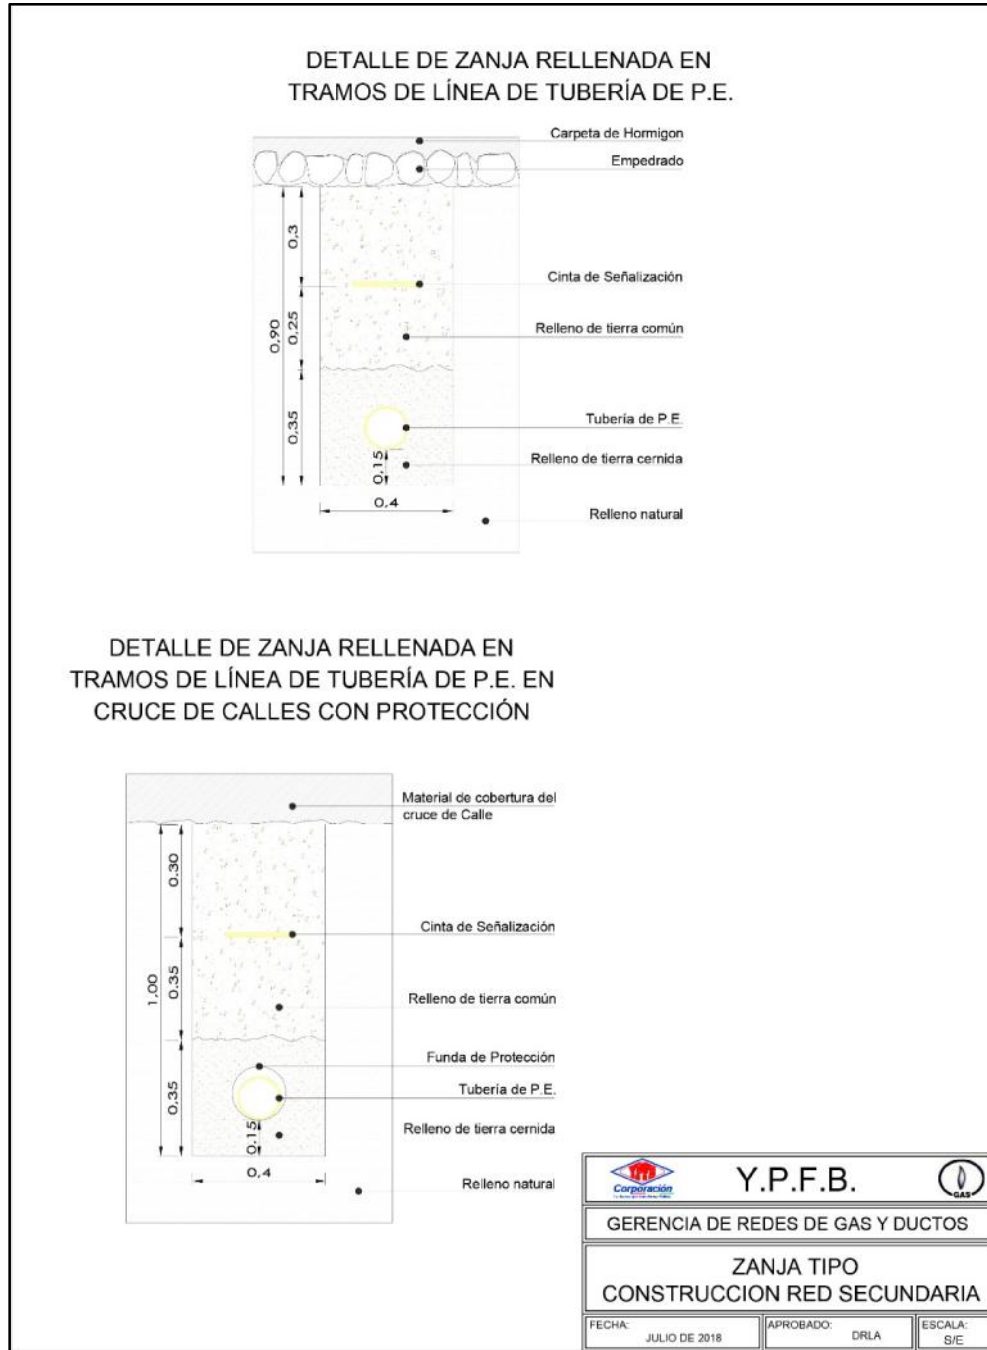 DETALLE DE ZANJA RELLENADA EN
TRAMOS DE LÍNEA DE TUBERÍA DE P.E.
Carpeta de Hormigon
Empedrado
0,3
Cinta de Señalización
0,25
0,90
Relleno de tierra común
0,35
Tubería de P.E.
0,15
Relleno de tierra cernida
0,4
Relleno natural
DETALLE DE ZANJA RELLENADA EN
TRAMOS DE LÍNEA DE TUBERÍA DE P.E. EN
CRUCE DE CALLES CON PROTECCIÓN
Material de cobertura del
cruce de Calle
0.30
Cinta de Señalización
0.35
1,00
Relleno de tierra común
Funda de Protección
0,35
Tubería de P.E.
0.15
Relleno de tierra cernida
0,4
Relleno natural
Corporación
Y.P.F.B.
GAS
GERENCIA DE REDES DE GAS Y DUCTOS
ZANJA TIPO
CONSTRUCCION RED SECUNDARIA
FECHA:
JULIO DE 2018
APROBADO:
DRLA
ESCALA:
S/E